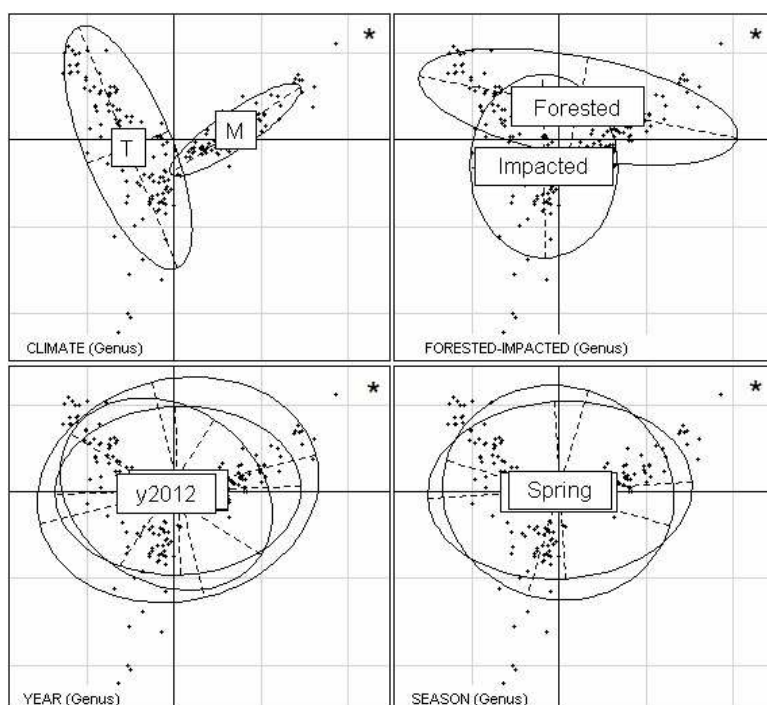 *
T
M
CLIMATE (Genus)
*
Forested
Impacted
FORESTED-IMPACTED (Genus)
*
y2012
YEAR (Genus)
*
Spring
SEASON (Genus)